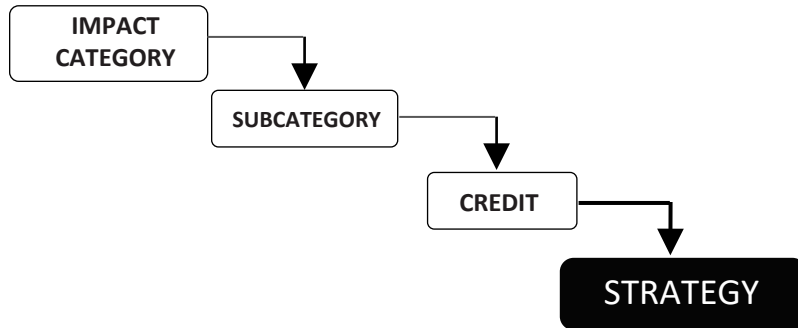 IMPACT
CATEGORY
SUBCATEGORY
CREDIT
STRATEGY